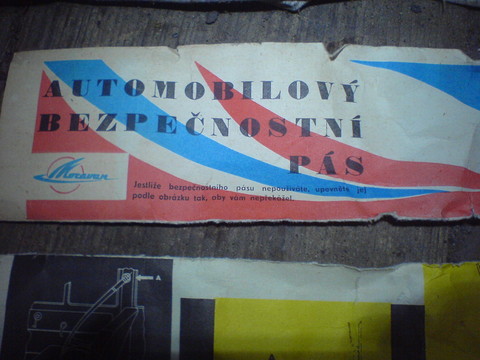 AUTOMOBILOVÝ
BEZPEČNOSTNÍ
PÁS
Moravan
Jestliže bezpečnostního pásu nepoužíváte, upevněte jej
podle obrázku tak, aby vám nepřekážel.
A
A